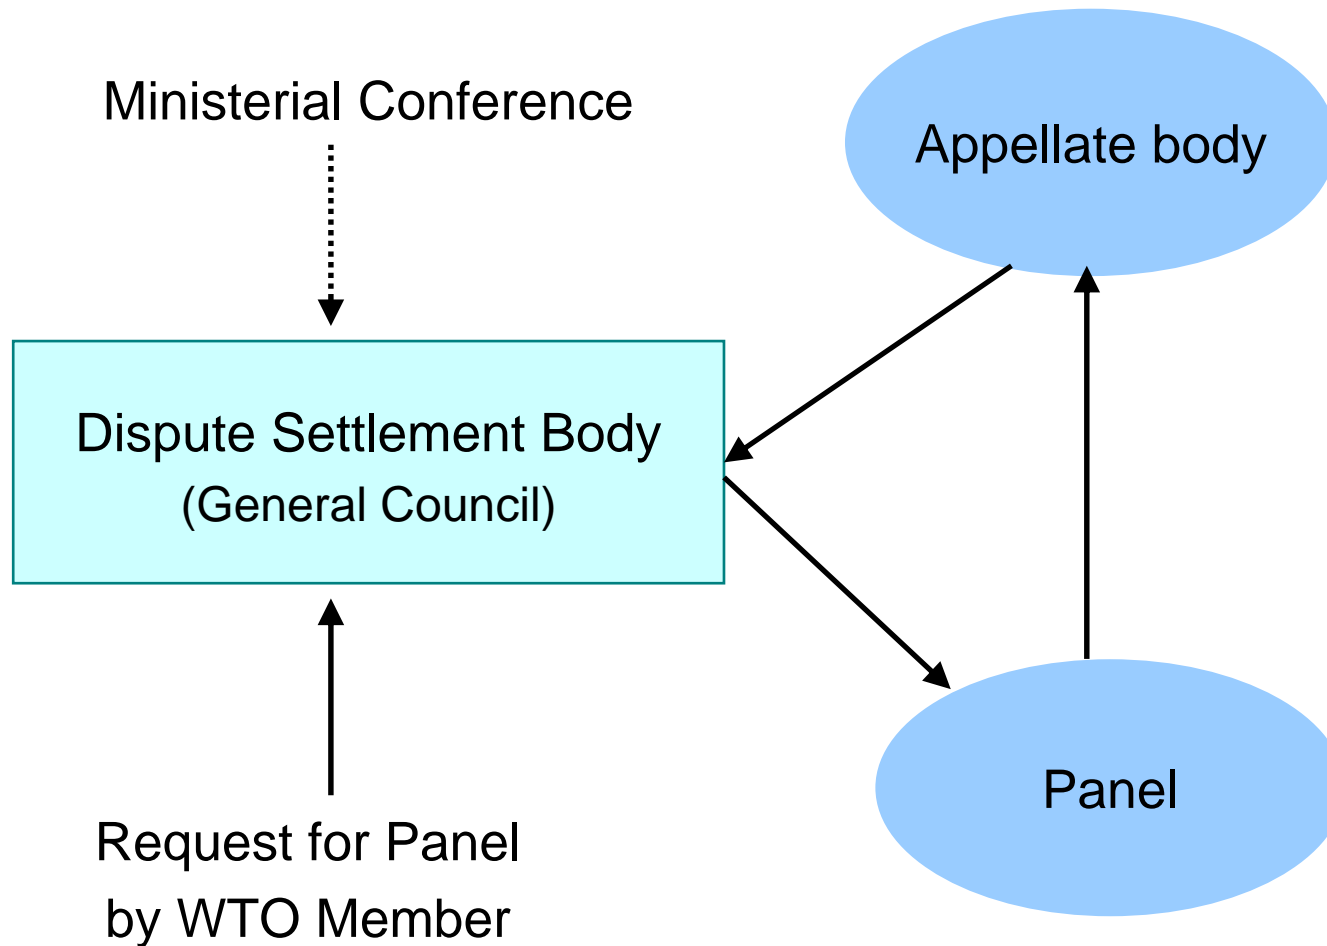 Ministerial Conference
Appellate body
Dispute Settlement Body
(General Council)
Panel
Request for Panel
by WTO Member